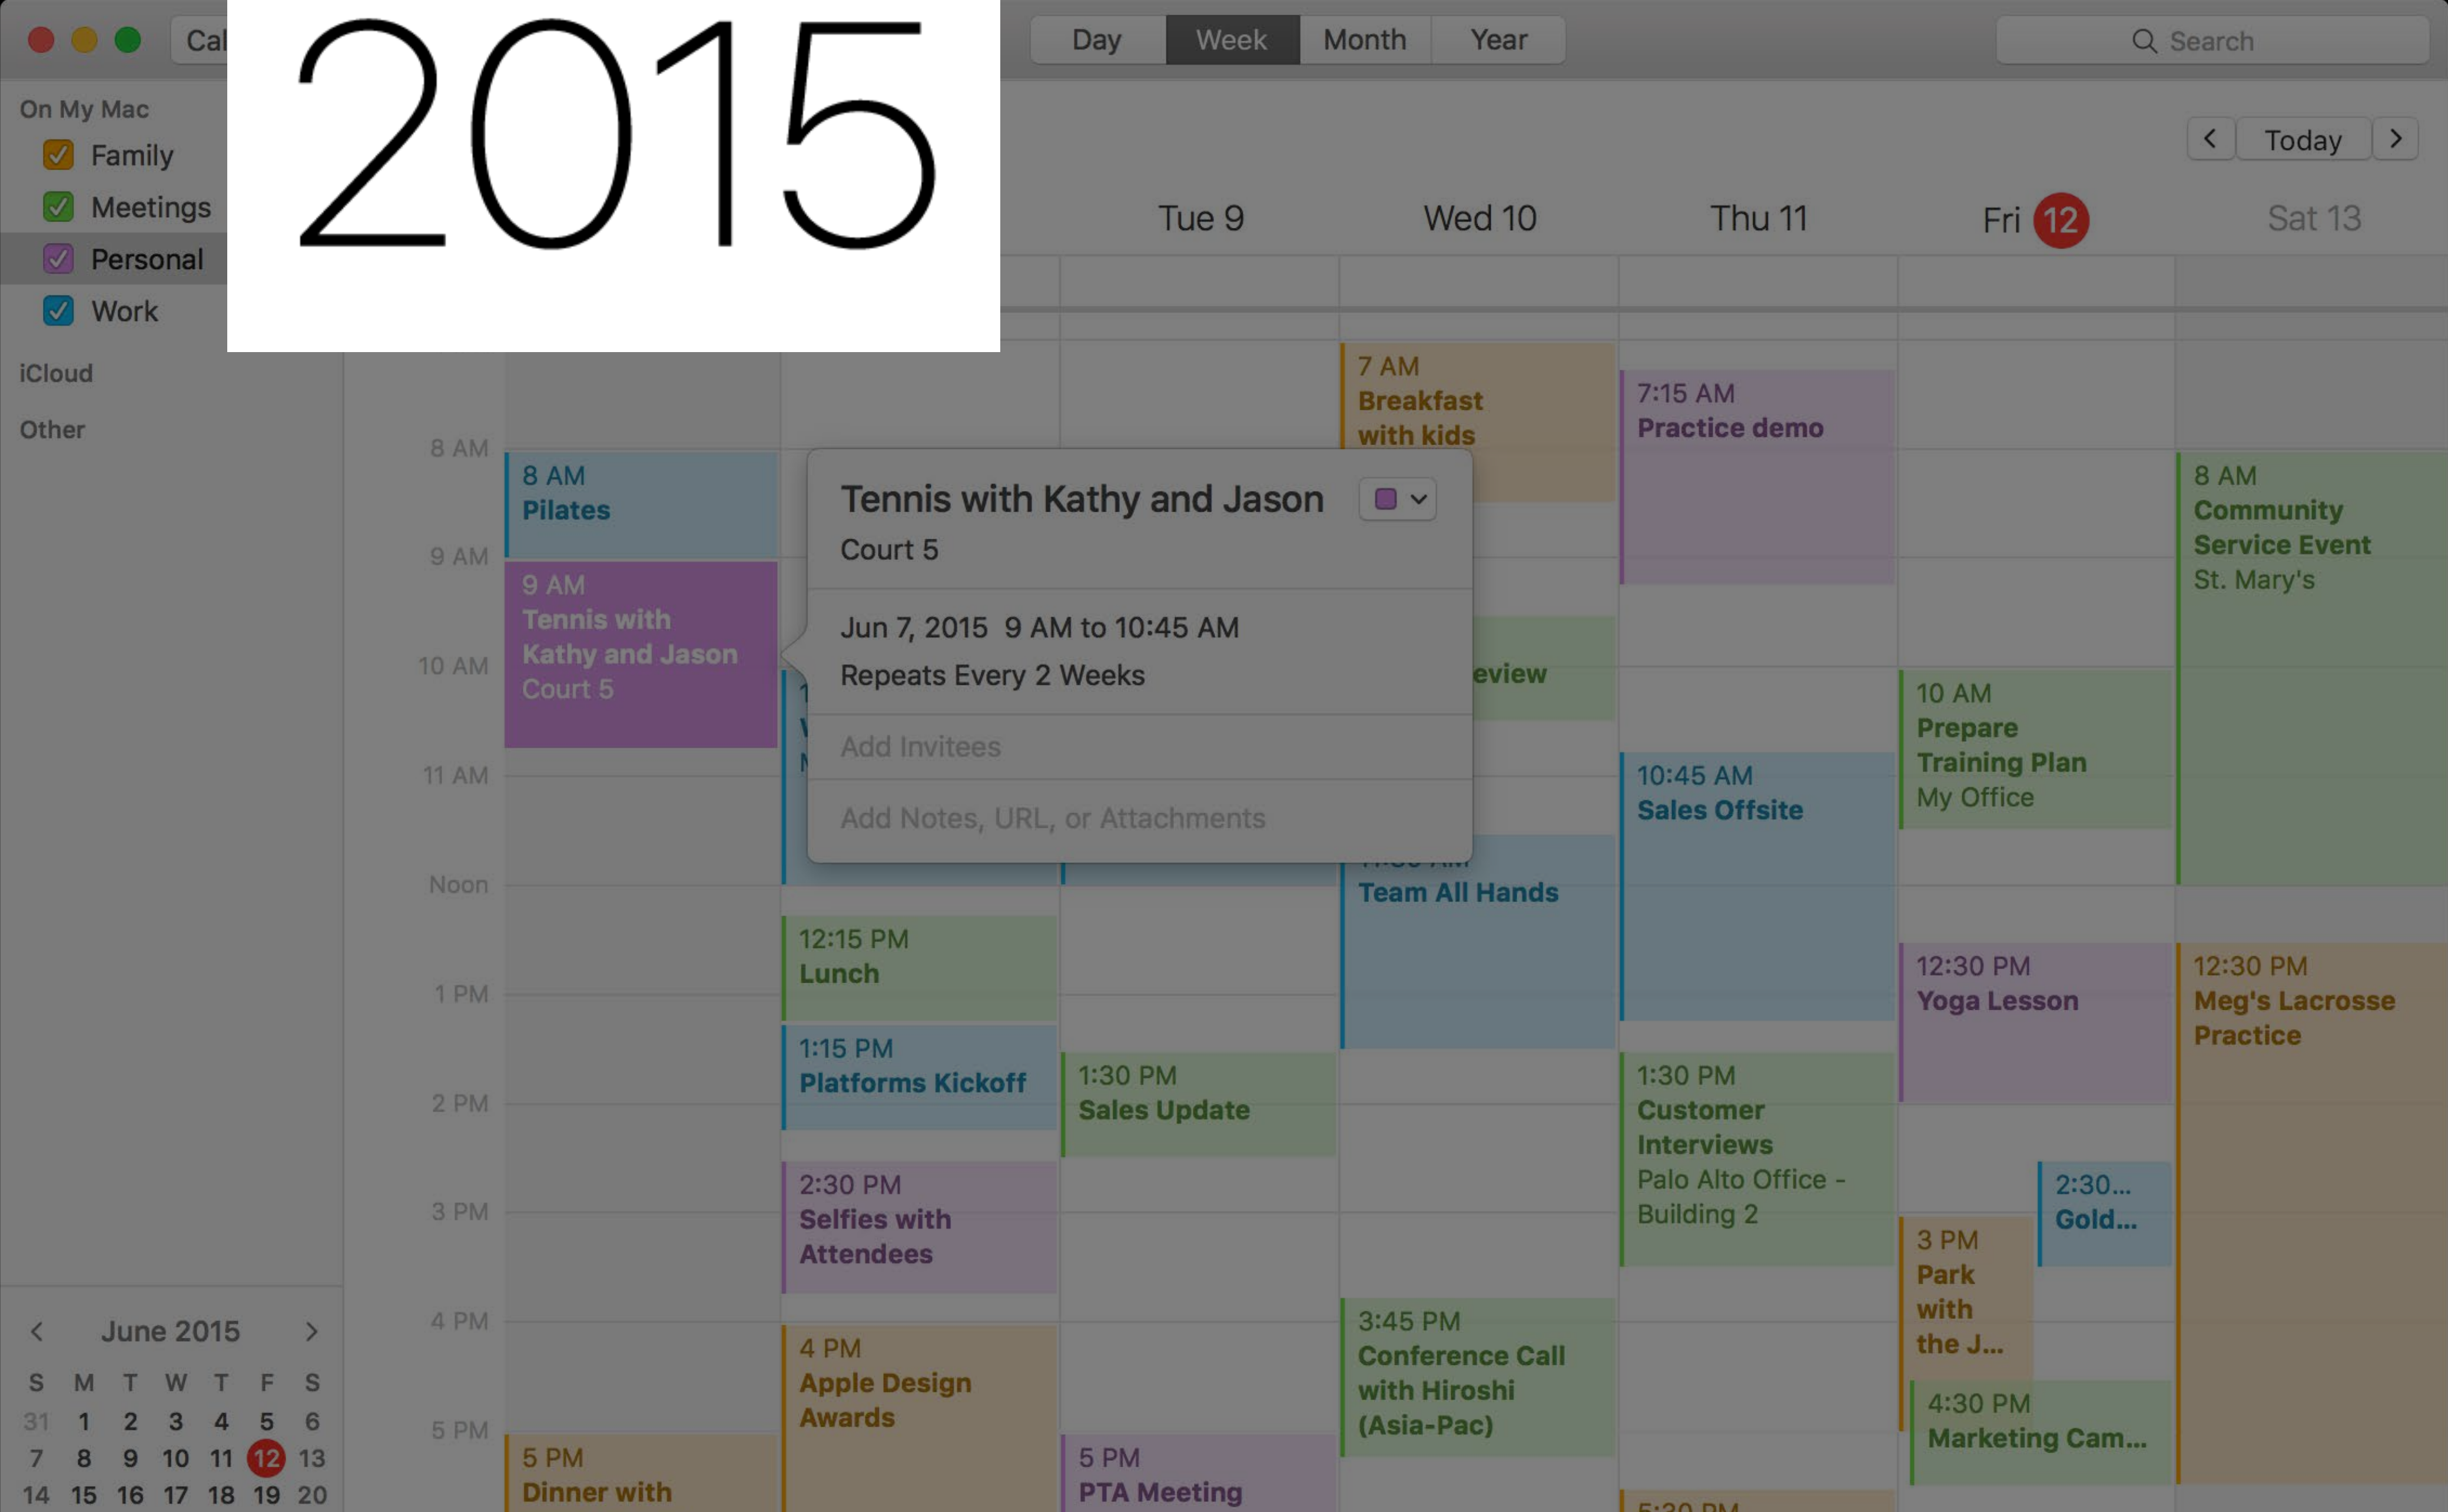 2015
Cal
Day
Week
Month
Year
Search
On My Mac
Family
Meetings
Personal
Work
iCloud
Other
Today
Tue 9
Wed 10
Thu 11
Fri 12
Sat 13
8 AM
9 AM
10 AM
11 AM
Noon
1 PM
2 PM
3 PM
4 PM
5 PM
8 AM
Pilates
9 AM
Tennis with
Kathy and Jason
Court 5
5 PM
Dinner with
Tennis with Kathy and Jason
Court 5
Jun 7, 2015 9 AM to 10:45 AM
Repeats Every 2 Weeks
Add Invitees
Add Notes, URL, or Attachments
12:15 PM
Lunch
1:15 PM
Platforms Kickoff
2:30 PM
Selfies with
Attendees
4 PM
Apple Design
Awards
1:30 PM
Sales Update
5 PM
PTA Meeting
7 AM
Breakfast
with kids
eview
Team All Hands
3:45 PM
Conference Call
with Hiroshi
(Asia-Pac)
7:15 AM
Practice demo
10:45 AM
Sales Offsite
1:30 PM
Customer
Interviews
Palo Alto Office -
Building 2
5:30 PM
10 AM
Prepare
Training Plan
My Office
12:30 PM
Yoga Lesson
2:30...
Gold...
3 PM
Park
with
the J...
4:30 PM
Marketing Cam...
8 AM
Community
Service Event
St. Mary's
12:30 PM
Meg's Lacrosse
Practice
June 2015
S M T W T F S
31 1 2 3 4 5 6
7 8 9 10 11 12 13
14 15 16 17 18 19 20